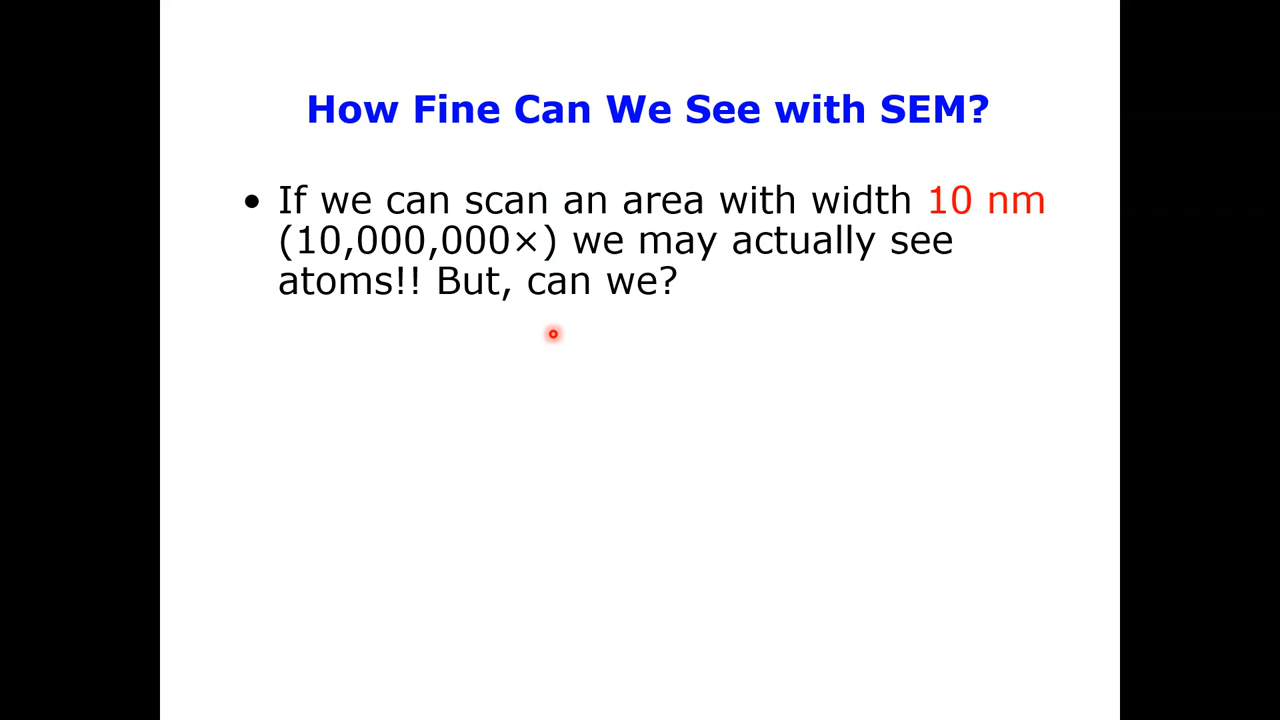 How Fine Can We See with SEM?
• If we can scan an area with width 10 nm
(10,000,000×) we may actually see
atoms!! But, can we?